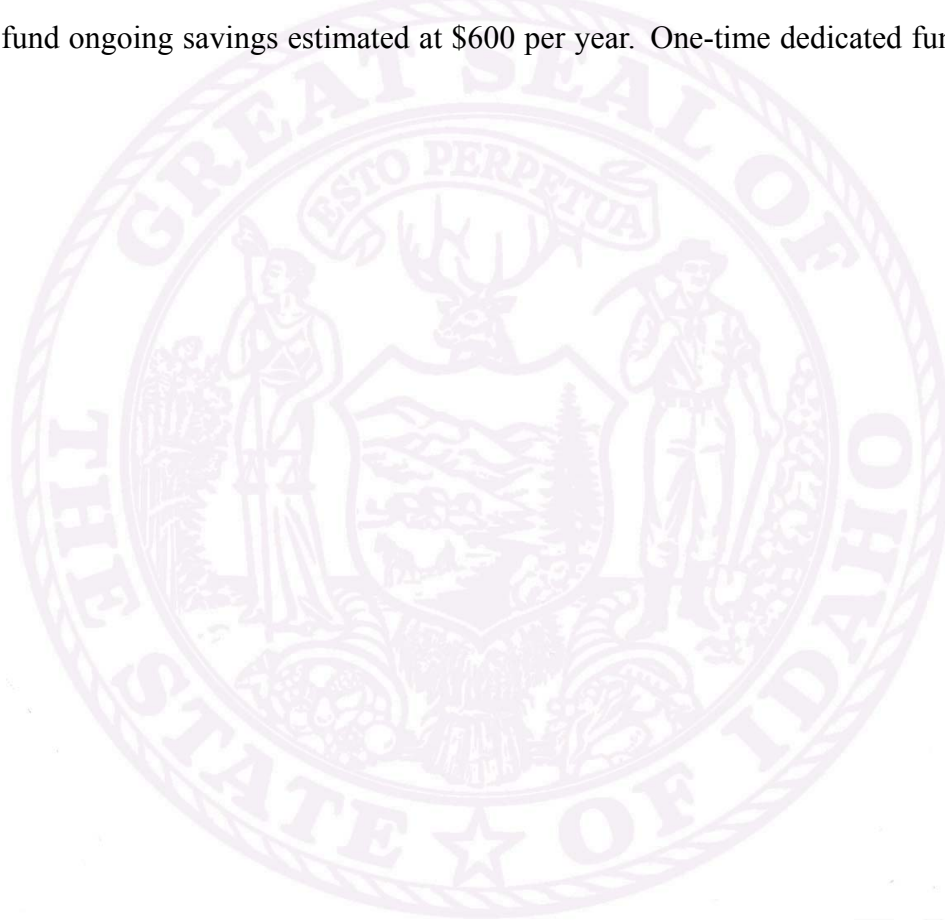 fund ongoing savings estimated at $600 per year. One-time dedicated
GREAT SEAL OF
ESTO PERPETUA
THE STATE OF IDAHO